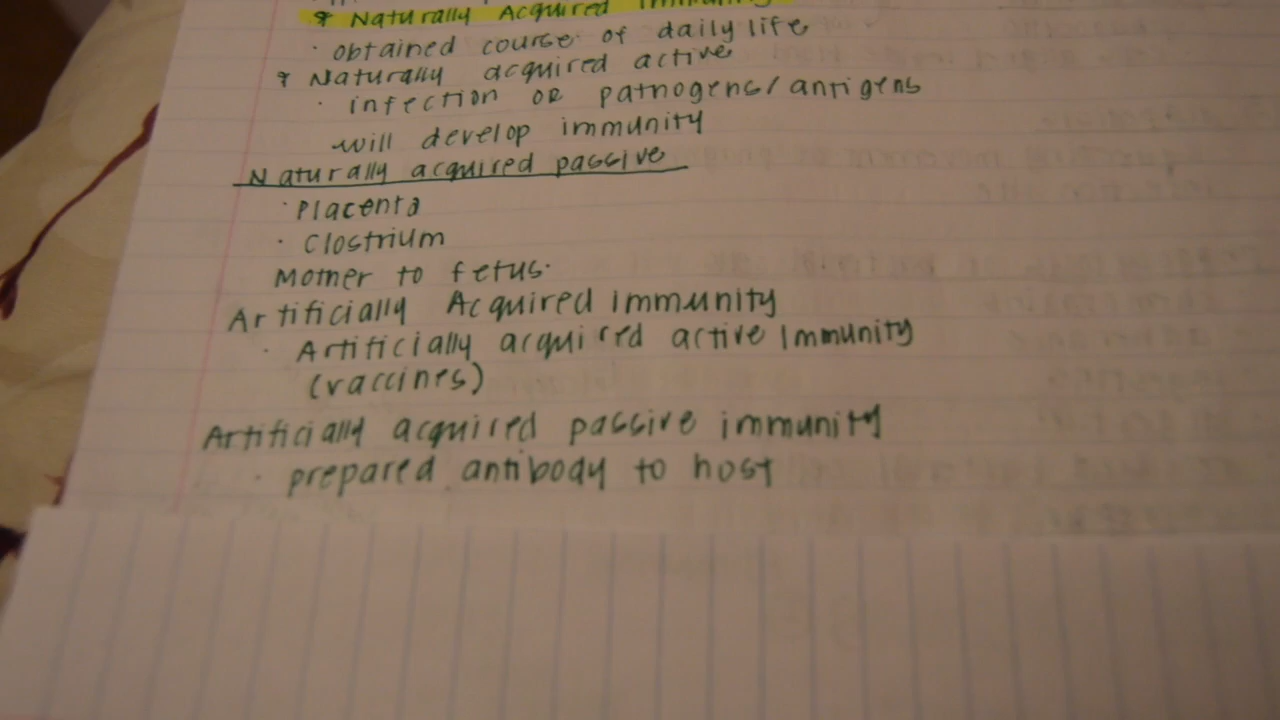 * Naturally Acquired Immunity
· obtained course of daily life
* Naturally acquired active
· infection OR pathogens/antigens
will develop immunity
Naturally acquired passive
· Placenta
· Clostrium
Mother to fetus.
Artificially Acquired immunity
· Artificially acquired active Immunity
(vaccines)
Artificially acquired passive immunity
· prepared antibody to host